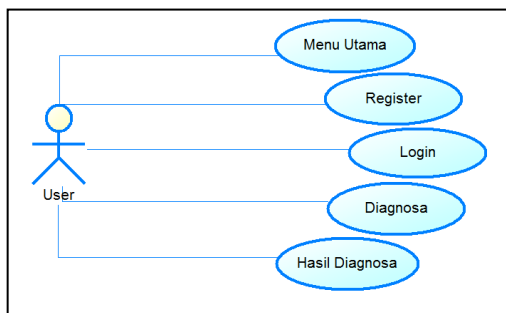 Menu Utama
Register
Login
User
Diagnosa
Hasil Diagnosa